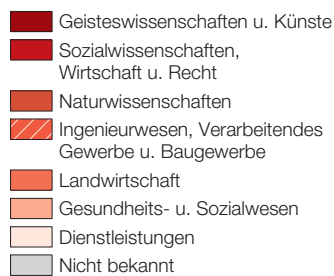 Geisteswissenschaften u. Künste
Sozialwissenschaften,
Wirtschaft u. Recht
Naturwissenschaften
Ingenieurwesen, Verarbeitendes
Gewerbe u. Baugewerbe
Landwirtschaft
Gesundheits- u. Sozialwesen
Dienstleistungen
Nicht bekannt